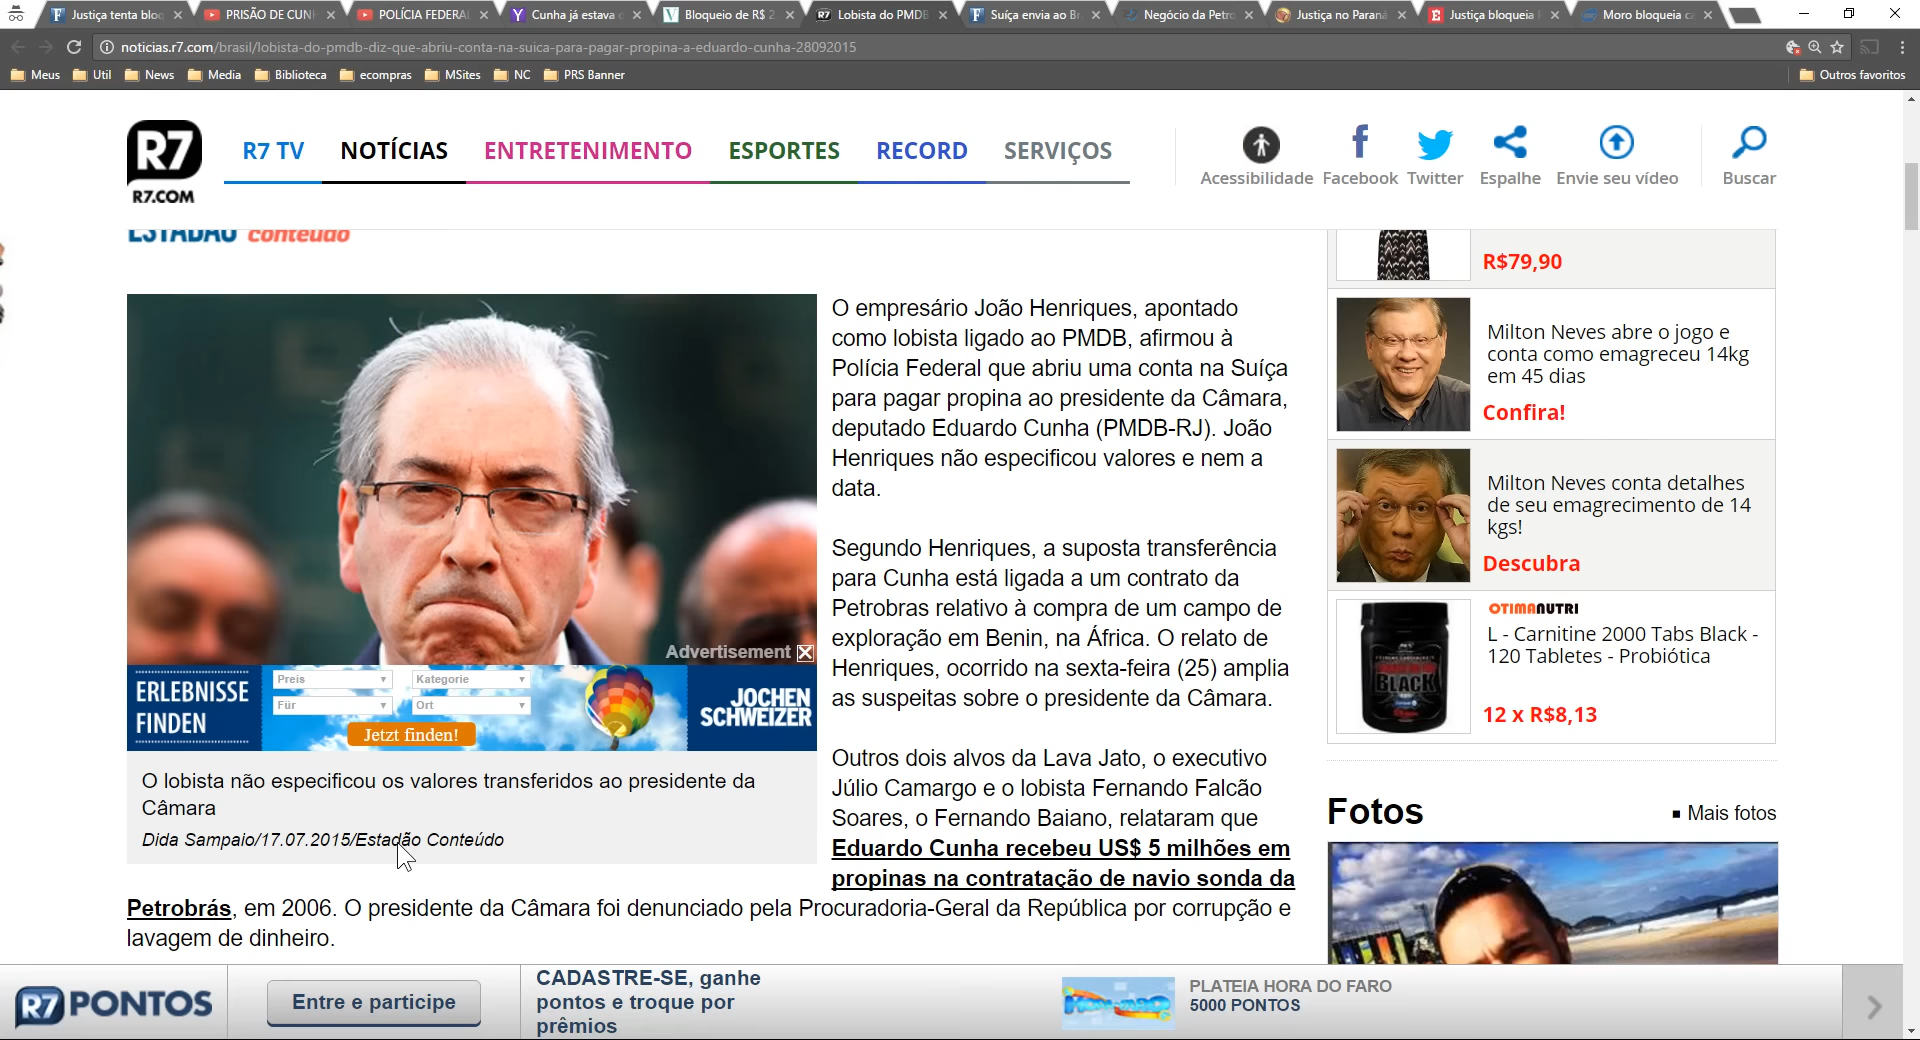 Justiça tenta bloq
PRISÃO DE CUN
POLÍCIA FEDERAL
Cunha já estava
Bloqueio de R$ 2
Lobista do PMDB
Suíça envia ao Br
Negócio da Petro
Justiça no Paraná
Justiça bloqueia
Moro bloqueia c
noticias.r7.com/brasil/lobista-do-pmdb-diz-que-abriu-conta-na-suica-para-pagar-propina-a-eduardo-cunha-28092015
Meus Util News Media Biblioteca ecompras MSites NC PRS Banner Outros favoritos
R7
R7.COM
R7 TV NOTÍCIAS ENTRETENIMENTO ESPORTES RECORD SERVIÇOS
Acessibilidade Facebook Twitter Espalhe Envie seu vídeo Buscar
ESTADÃO conteúdo
O empresário João Henriques, apontado
como lobista ligado ao PMDB, afirmou à
Polícia Federal que abriu uma conta na Suíça
para pagar propina ao presidente da Câmara,
deputado Eduardo Cunha (PMDB-RJ). João
Henriques não especificou valores e nem a
data.
Segundo Henriques, a suposta transferência
para Cunha está ligada a um contrato da
Petrobras relativo à compra de um campo de
exploração em Benin, na África. O relato de
Henriques, ocorrido na sexta-feira (25) amplia
as suspeitas sobre o presidente da Câmara.
Outros dois alvos da Lava Jato, o executivo
Júlio Camargo e o lobista Fernando Falcão
Soares, o Fernando Baiano, relataram que
Eduardo Cunha recebeu US$ 5 milhões em
propinas na contratação de navio sonda da
Petrobrás, em 2006. O presidente da Câmara foi denunciado pela Procuradoria-Geral da República por corrupção e
lavagem de dinheiro.
Advertisement
ERLEBNISSE
FINDEN
Preis
Kategorie
Für
Ort
Jetzt finden!
JOCHEN
SCHWEIZER
O lobista não especificou os valores transferidos ao presidente da
Câmara
Dida Sampaio/17.07.2015/Estadão Conteúdo
R$79,90
Milton Neves abre o jogo e
conta como emagreceu 14kg
em 45 dias
Confira!
Milton Neves conta detalhes
de seu emagrecimento de 14
kgs!
Descubra
BLACK
OTIMANUTRI
L - Carnitine 2000 Tabs Black -
120 Tabletes - Probiótica
12 x R$8,13
Fotos
Mais fotos
R7 PONTOS
Entre e participe
CADASTRE-SE, ganhe
pontos e troque por
prêmios
PLATEIA HORA DO FARO
5000 PONTOS